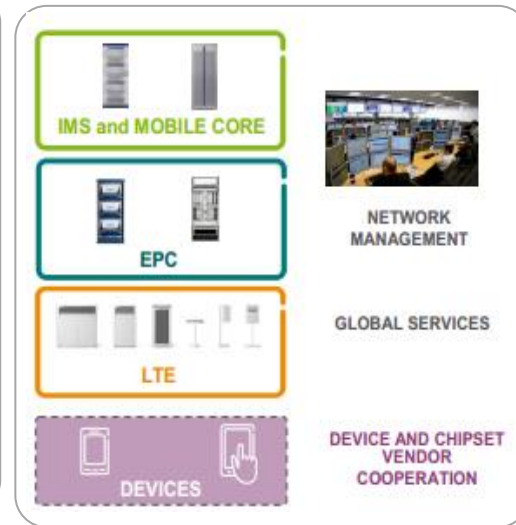 IMS and MOBILE CORE
NETWORK
MANAGEMENT
EPC
GLOBAL SERVICES
LTE
DEVICE AND CHIPSET
VENDOR
COOPERATION
DEVICES